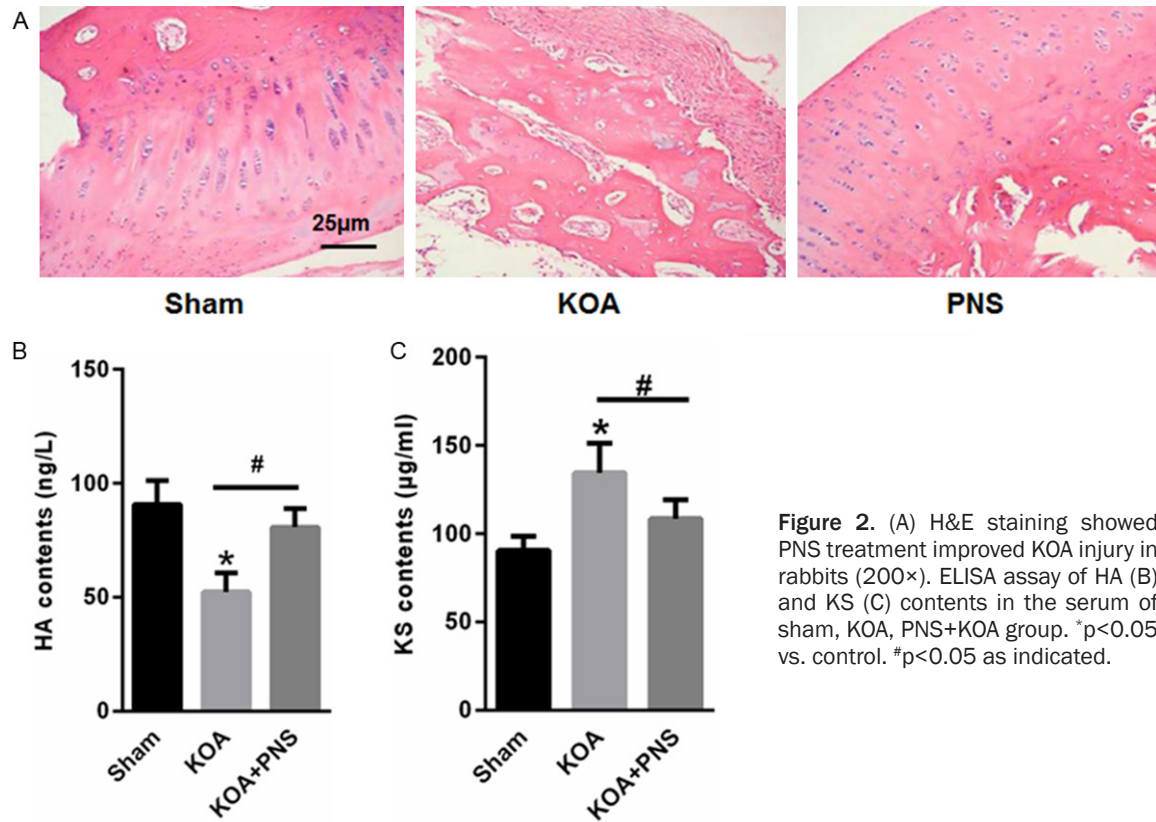 A
25µm
Sham
KOA
PNS
B
HA contents (ng/L)
150
100
50
0
*
#
Sham
KOA
KOA+PNS
C
KS contents (µg/ml)
200
150
100
50
0
*
#
Sham
KOA
KOA+PNS
Figure 2. (A) H&E staining showed
PNS treatment improved KOA injury in
rabbits (200×). ELISA assay of HA (B)
and KS (C) contents in the serum of
sham, KOA, PNS+KOA group. *p<0.05
vs. control. #p<0.05 as indicated.